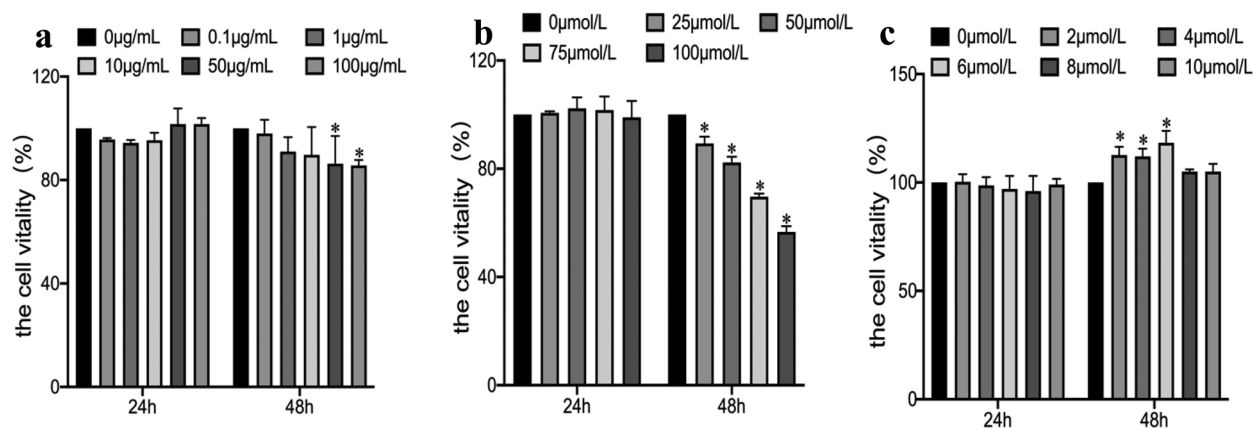 a
0μg/mL 0.1μg/mL 1μg/mL
10μg/mL 50μg/mL 100μg/mL
the cell vitality (%)
120
80
40
0
*
*
24h 48h
b
0μmol/L 25μmol/L 50μmol/L
75μmol/L 100μmol/L
the cell vitality (%)
120
80
40
0
*
*
*
*
24h 48h
c
0μmol/L 2μmol/L 4μmol/L
6μmol/L 8μmol/L 10μmol/L
the cell vitality (%)
150
100
50
0
* * *
24h 48h